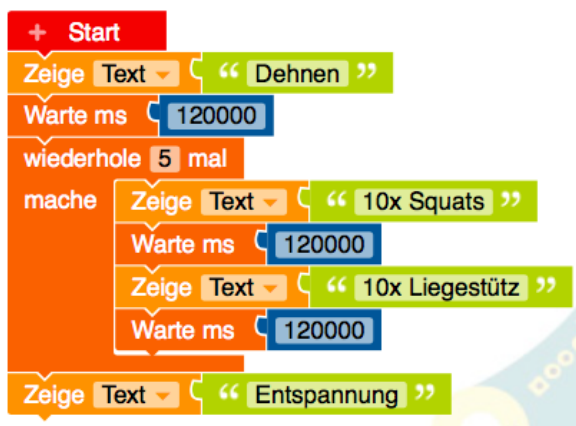 + Start
Zeige Text “ Dehnen ”
Warte ms 120000
wiederhole 5 mal
mache Zeige Text “ 10x Squats ”
Warte ms 120000
Zeige Text “ 10x Liegestütz ”
Warte ms 120000
Zeige Text “ Entspannung ”